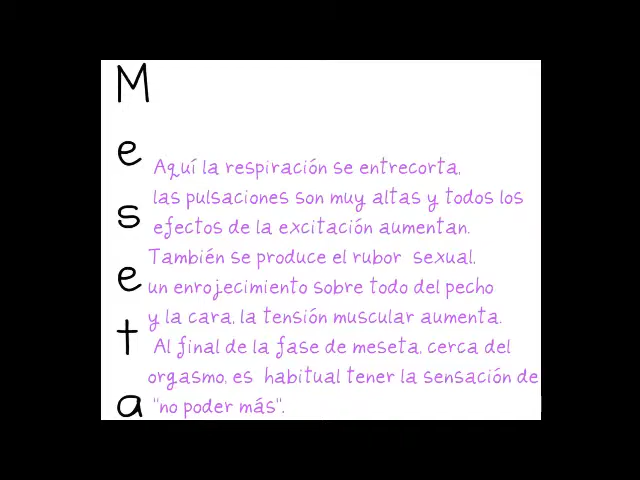 Meseta
Aquí la respiración se entrecorta,
las pulsaciones son muy altas y todos los
efectos de la excitación aumentan.
También se produce el rubor sexual,
un enrojecimiento sobre todo del pecho
y la cara, la tensión muscular aumenta.
Al final de la fase de meseta, cerca del
orgasmo, es habitual tener la sensación de
"no poder más".